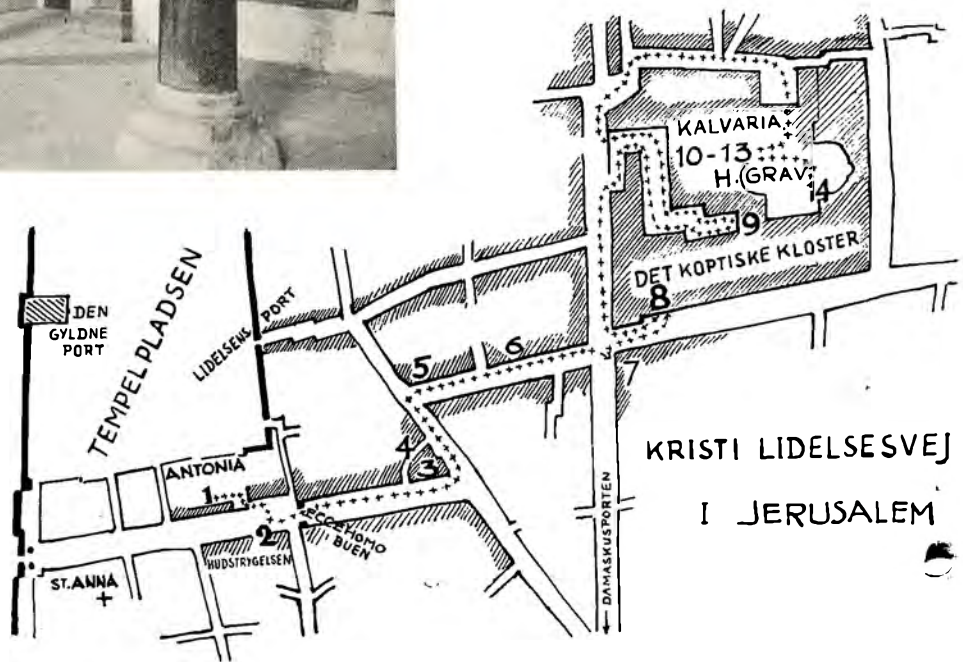 KALVARIA
10-13
H. (GRAV)
14
9
DET KOPTISKE KLOSTER
8
DEN
GYLDNE
PORT
TEMPELPLADSEN
LIDELSENS PORT
5
6
7
ANTONIA
1
2
4
3
ECCE HOMO
BUEN
HUDSTRYGELSEN
ST. ANNA
← DAMASKUSPORTEN
KRISTI LIDELSESVEJ
I JERUSALEM